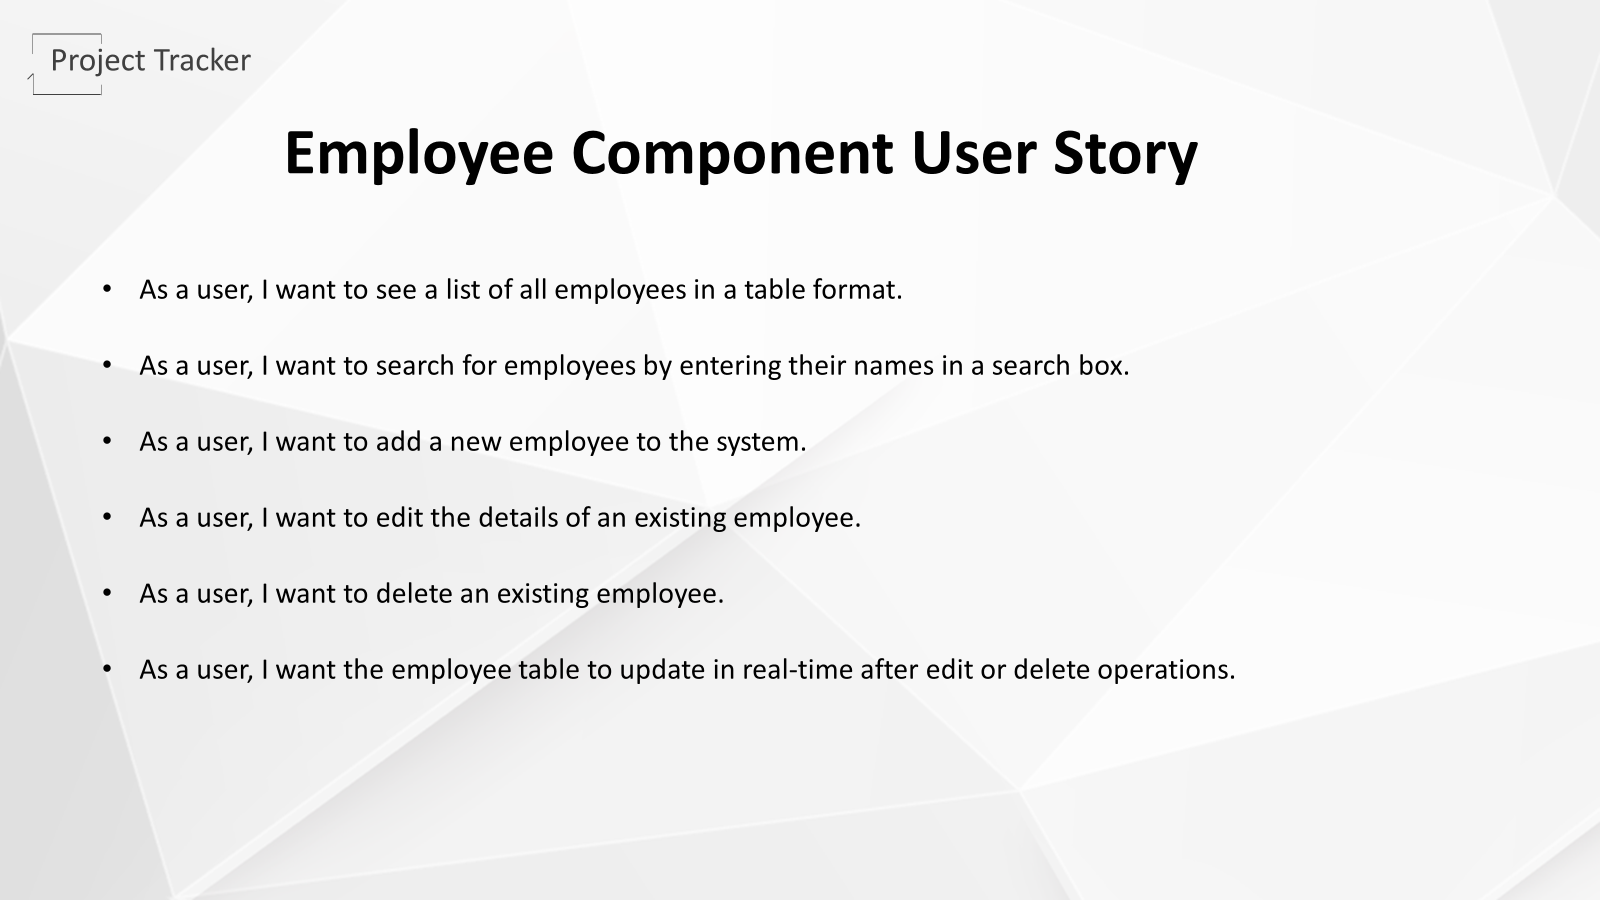 Project Tracker
Employee Component User Story
• As a user, I want to see a list of all employees in a table format.
• As a user, I want to search for employees by entering their names in a search box.
• As a user, I want to add a new employee to the system.
• As a user, I want to edit the details of an existing employee.
• As a user, I want to delete an existing employee.
• As a user, I want the employee table to update in real-time after edit or delete operations.